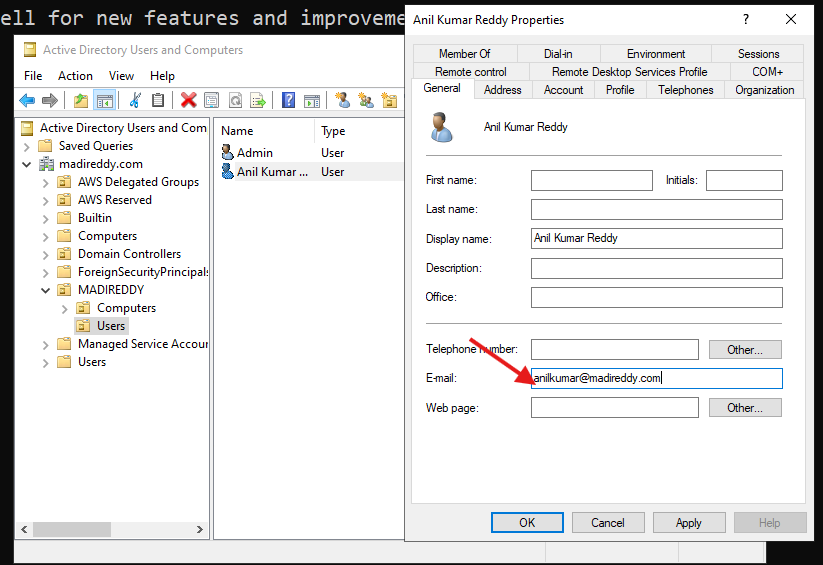 ell for new features and improveme
Active Directory Users and Computers
File Action View Help
Active Directory Users and Com
Saved Queries
madireddy.com
AWS Delegated Groups
AWS Reserved
Builtin
Computers
Domain Controllers
ForeignSecurityPrincipals
MADIREDDY
Computers
Users
Managed Service Accour
Users
Name Type
Admin User
Anil Kumar ... User
Anil Kumar Reddy Properties
?
Member Of Dial-in Environment Sessions
Remote control Remote Desktop Services Profile COM+
General Address Account Profile Telephones Organization
Anil Kumar Reddy
First name: Initials:
Last name:
Display name: Anil Kumar Reddy
Description:
Office:
Telephone number: Other...
E-mail: anilkumar@madireddy.com
Web page: Other...
OK Cancel Apply Help